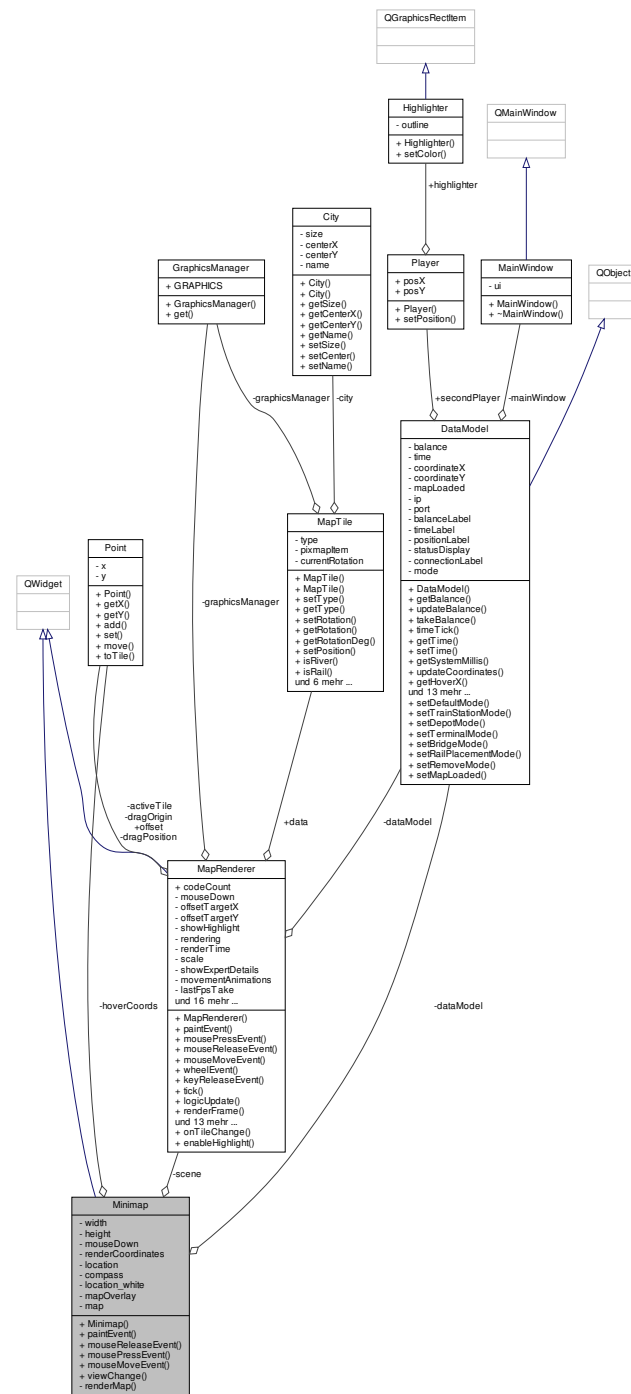 QGraphicsRectItem
Highlighter
- outline
+ Highlighter()
+ setColor()
QMainWindow
+highlighter
City
- size
- centerX
- centerY
- name
+ City()
+ City()
+ getSize()
+ getCenterX()
+ getCenterY()
+ getName()
+ setSize()
+ setCenter()
+ setName()
GraphicsManager
+ GRAPHICS
+ GraphicsManager()
+ get()
Player
+ posX
+ posY
+ Player()
+ setPosition()
MainWindow
- ui
+ MainWindow()
+ ~MainWindow()
QObject
-graphicsManager
-city
+secondPlayer
-mainWindow
DataModel
- balance
- time
- coordinateX
- coordinateY
- mapLoaded
- ip
- port
- balanceLabel
- timeLabel
- positionLabel
- statusDisplay
- connectionLabel
- mode
+ DataModel()
+ getBalance()
+ updateBalance()
+ takeBalance()
+ timeTick()
+ getTime()
+ setTime()
+ getSystemMillis()
+ updateCoordinates()
+ getHoverX()
und 13 mehr ...
+ setDefaultMode()
+ setTrainStationMode()
+ setDepotMode()
+ setTerminalMode()
+ setBridgeMode()
+ setRailPlacementMode()
+ setRemoveMode()
+ setMapLoaded()
MapTile
- type
- pixmapItem
- currentRotation
+ MapTile()
+ MapTile()
+ setType()
+ getType()
+ setRotation()
+ getRotation()
+ getRotationDeg()
+ setPosition()
+ isRiver()
+ isRail()
und 6 mehr ...
Point
- x
- y
+ Point()
+ getX()
+ getY()
+ add()
+ set()
+ move()
+ toTile()
QWidget
-graphicsManager
-activeTile
-dragOrigin
+offset
-dragPosition
+data
-dataModel
MapRenderer
+ codeCount
- mouseDown
- offsetTargetX
- offsetTargetY
- showHighlight
- rendering
- renderTime
- scale
- showExpertDetails
- movementAnimations
- lastFpsTake
und 16 mehr ...
+ MapRenderer()
+ paintEvent()
+ mousePressEvent()
+ mouseReleaseEvent()
+ mouseMoveEvent()
+ wheelEvent()
+ keyReleaseEvent()
+ tick()
+ logicUpdate()
+ renderFrame()
und 13 mehr ...
+ onTileChange()
+ enableHighlight()
-hoverCoords
-dataModel
-scene
Minimap
- width
- height
- mouseDown
- renderCoordinates
- location
- compass
- location_white
- mapOverlay
- map
+ Minimap()
+ paintEvent()
+ mouseReleaseEvent()
+ mousePressEvent()
+ mouseMoveEvent()
+ viewChange()
- renderMap()